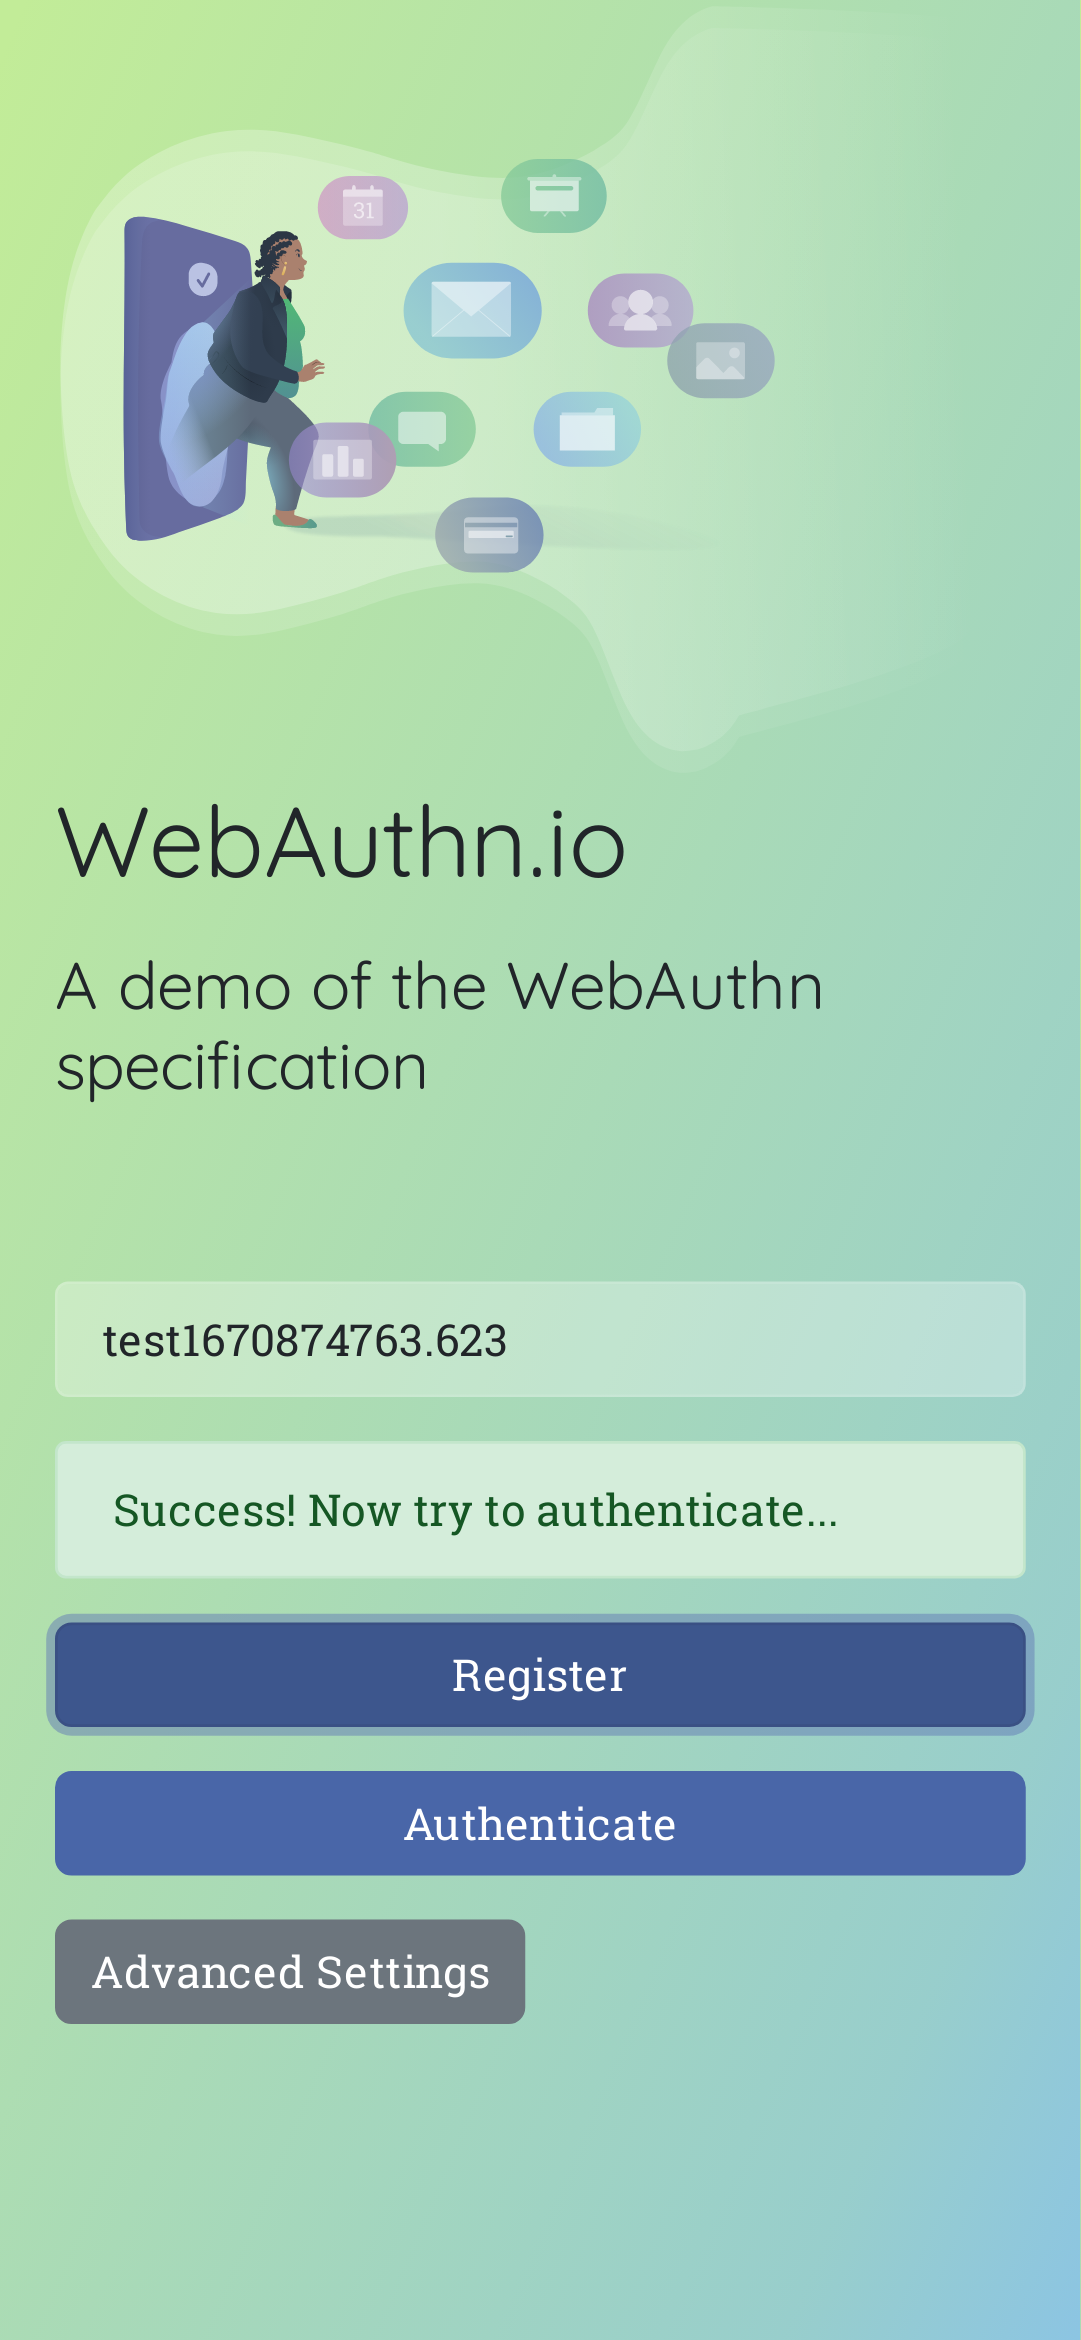 31
WebAuthn.io
A demo of the WebAuthn
specification
test1670874763.623
Success! Now try to authenticate...
Register
Authenticate
Advanced Settings